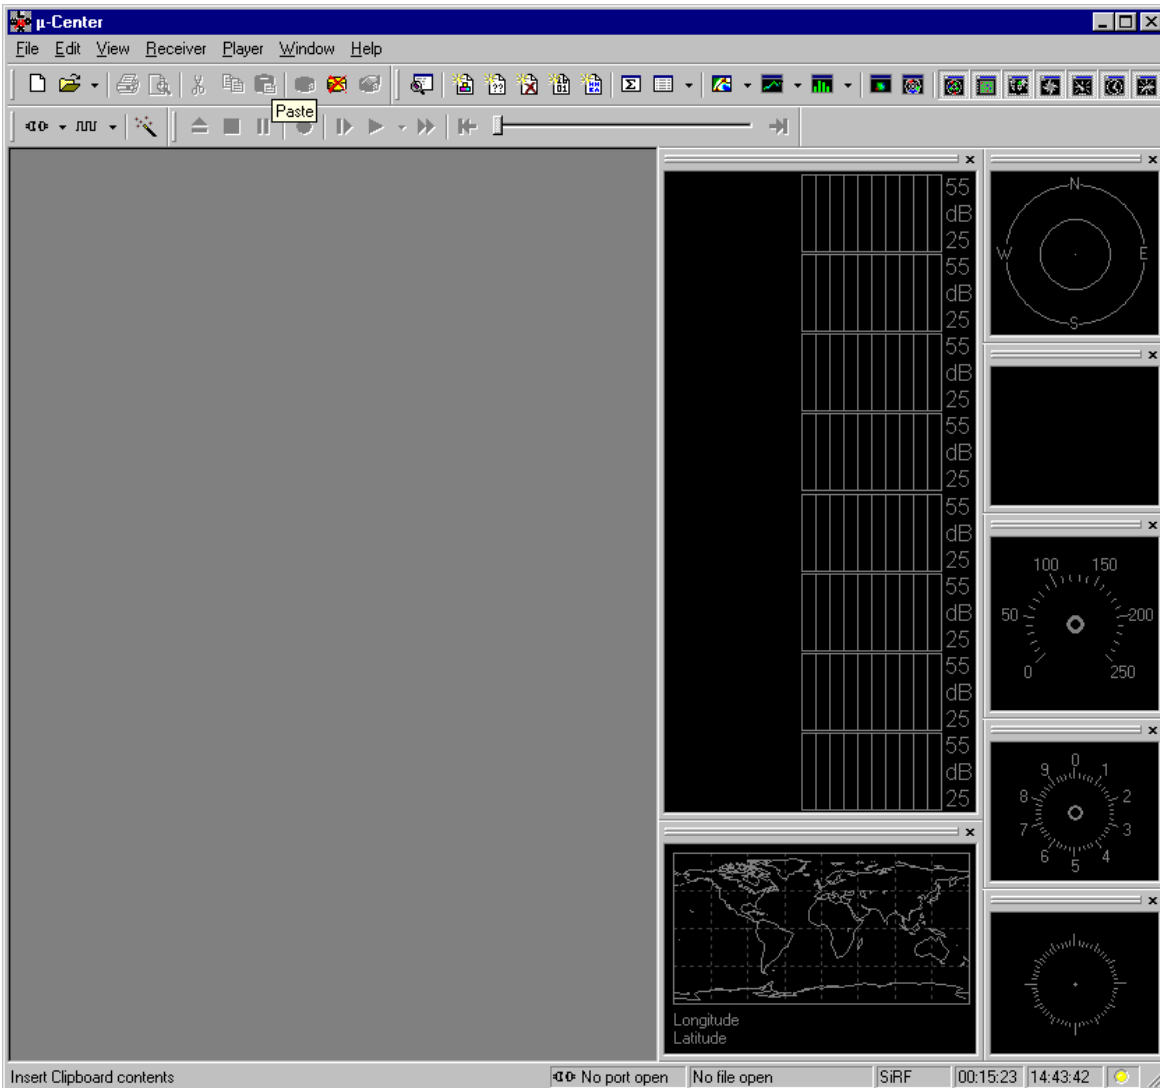 µ-Center
File Edit View Receiver Player Window Help
Paste
55
dB
25
55
dB
25
55
dB
25
55
dB
25
55
dB
25
55
dB
25
55
dB
25
55
dB
25
N
W E
S
100 150
50 200
0 250
0
9 1
8 2
7 3
6 4
5
Longitude
Latitude
Insert Clipboard contents No port open No file open SiRF 00:15:23 14:43:42